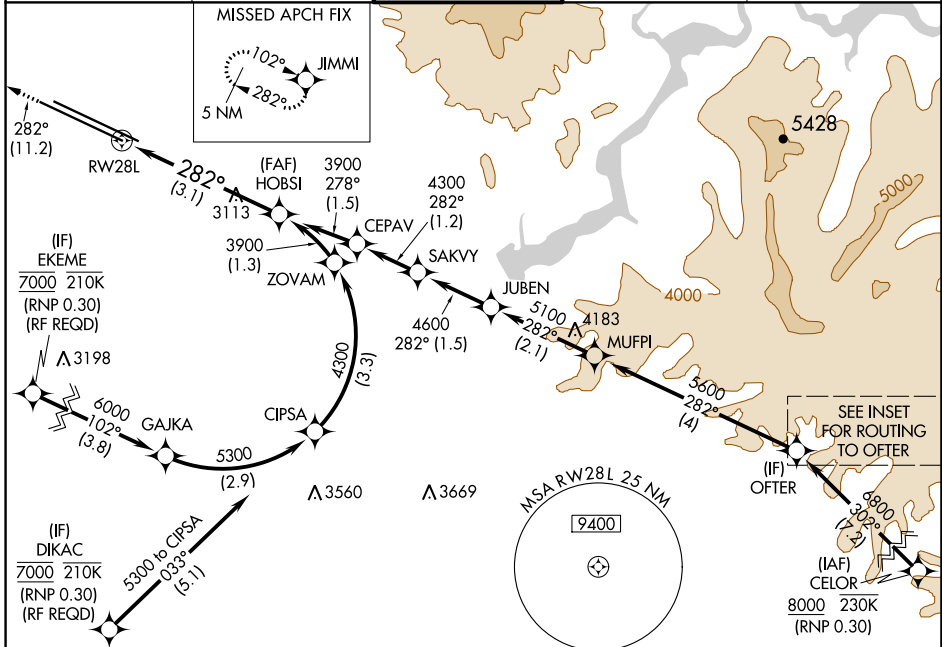 MISSED APCH FIX
102°
JIMMI
282°
5 NM
282°
(11.2)
RW28L
282°
(3.1)
3113
(FAF)
HOBSI
3900
278°
(1.5)
4300
282°
(1.2)
CEPAV
SAKVY
3900
(1.3)
ZOVAM
JUBEN
4600
282° (1.5)
5100
282°
(2.1)
4183
MUFPI
5428
5000
4000
(IF)
EKEME
7000 210K
(RNP 0.30)
(RF REQD)
3198
6000
102°
(3.8)
GAJKA
5300
(2.9)
CIPSA
4300
(3.3)
5600
282°
(4)
SEE INSET
FOR ROUTING
TO OFTER
(IF)
OFTER
3560
3669
MSA RW28L 25 NM
9400
6800
302°
(7.2)
(IAF)
CELOR
8000 230K
(RNP 0.30)
5300 to CIPSA
033°
(5.1)
(IF)
DIKAC
7000 210K
(RNP 0.30)
(RF REQD)